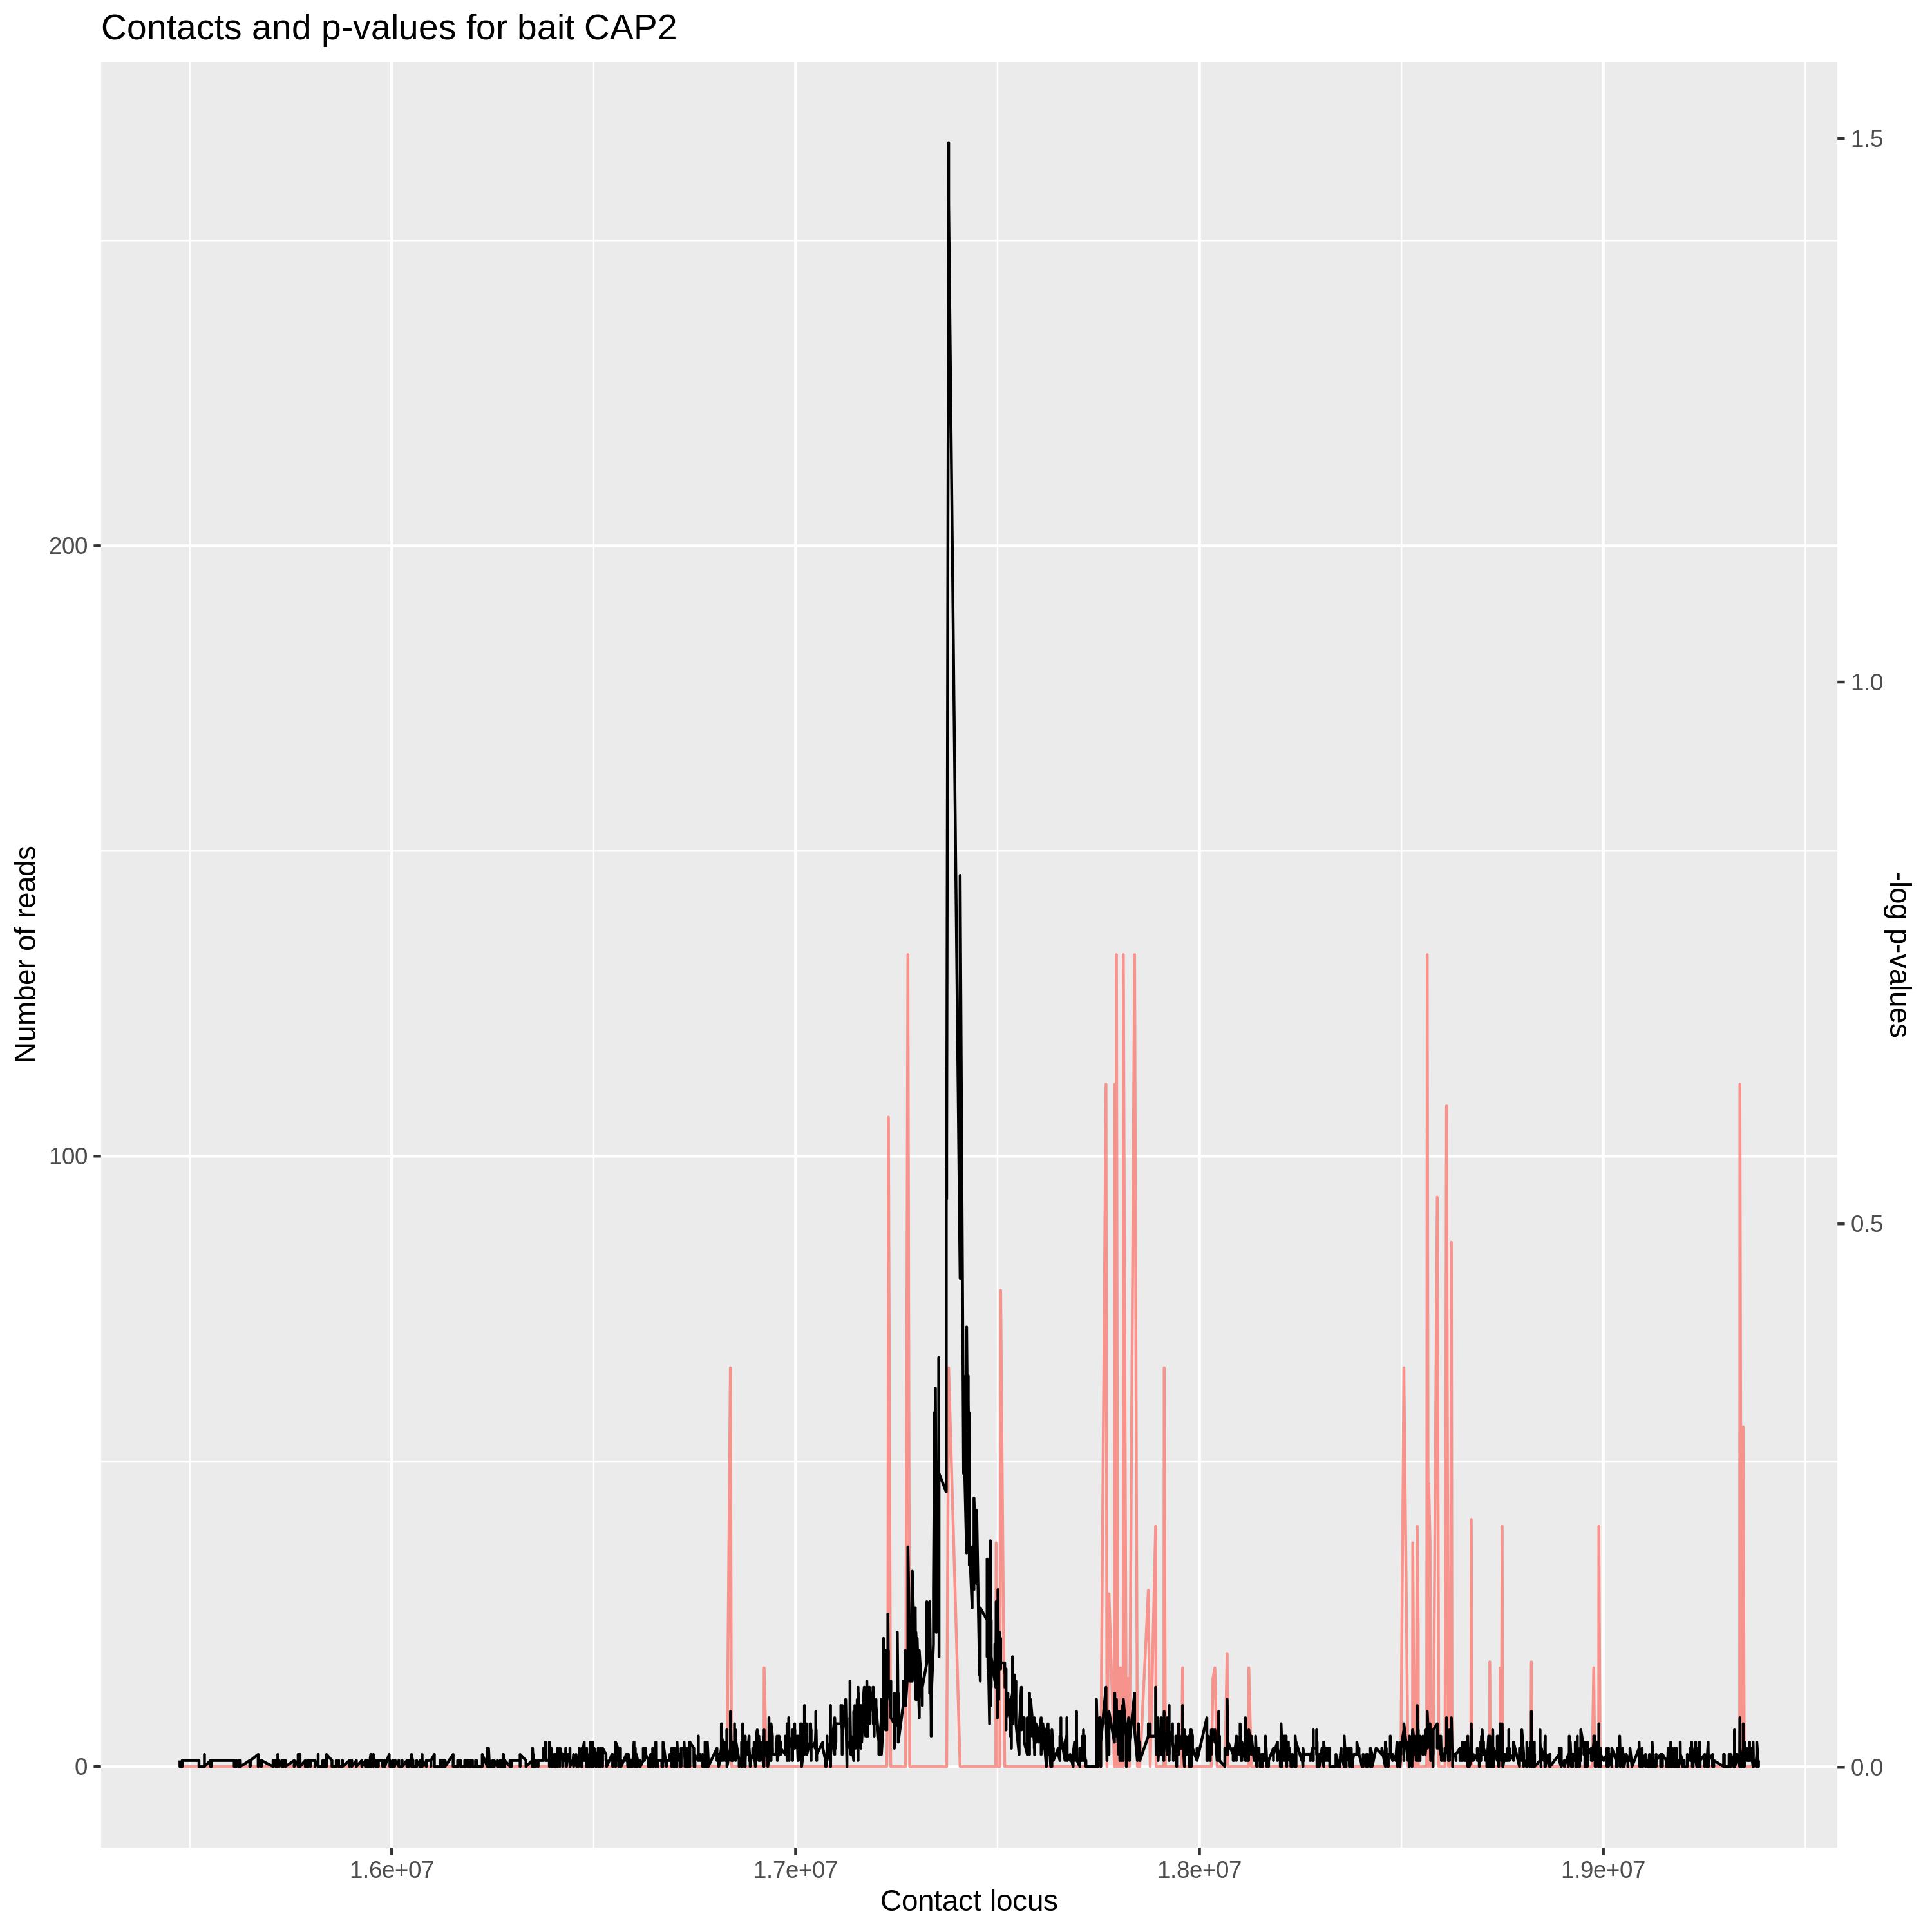 Contacts and p-values for bait CAP2
1.5
200
1.0
Number of reads
-log p-values
100
0.5
0
0.0
1.6e+07
1.7e+07
1.8e+07
1.9e+07
Contact locus